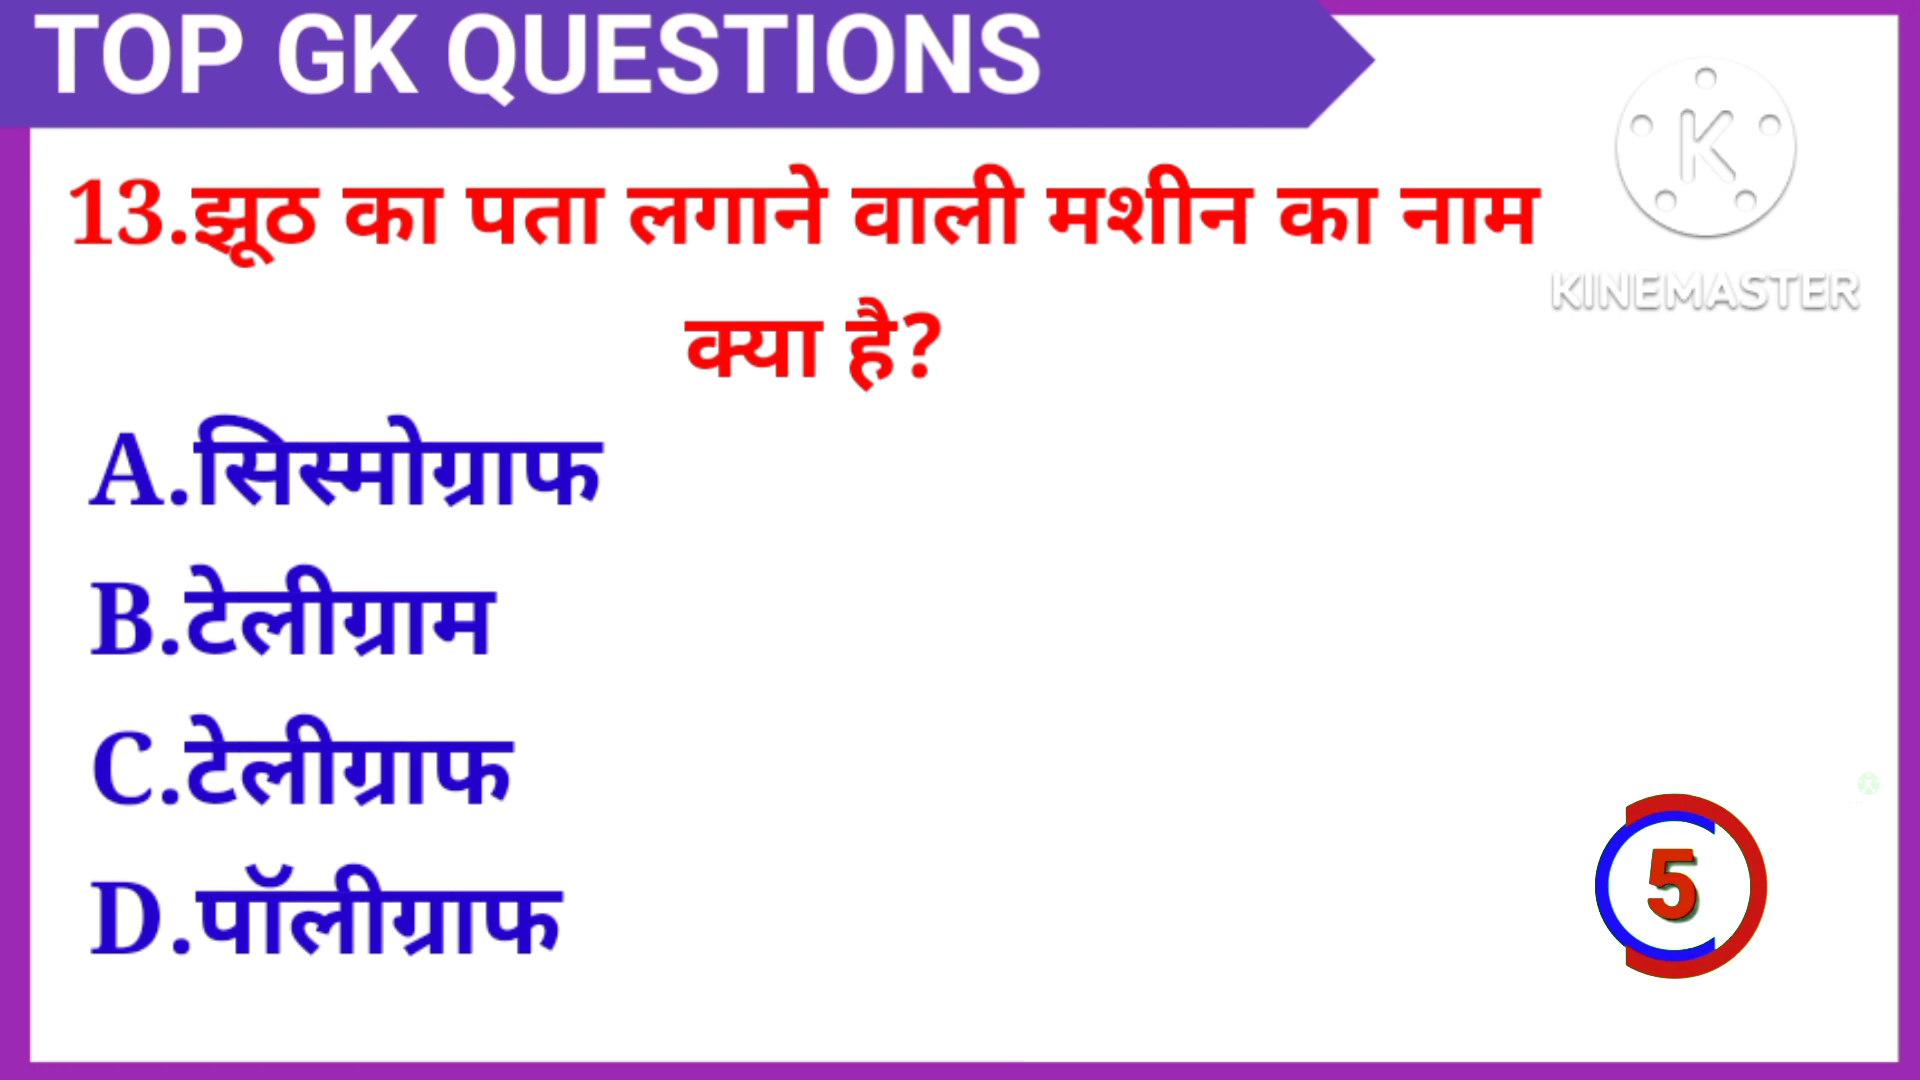 TOP GK QUESTIONS
13.झूठ का पता लगाने वाली मशीन का नाम
क्या है?
K
KINEMASTER
A.सिस्मोग्राफ
B.टेलीग्राम
C.टेलीग्राफ
D.पॉलीग्राफ
5